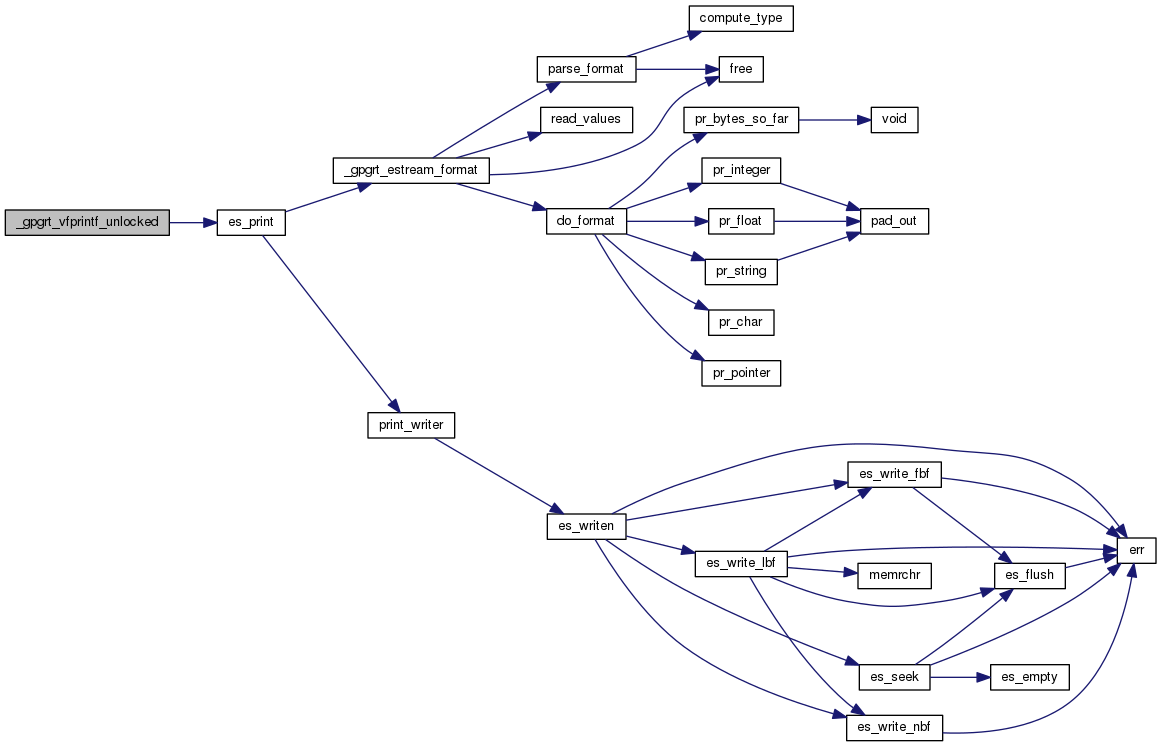 compute_type
parse_format
free
read_values
pr_bytes_so_far
void
_gpgrt_estream_format
pr_integer
_gpgrt_vfprintf_unlocked
es_print
do_format
pr_float
pad_out
pr_string
pr_char
pr_pointer
print_writer
es_write_fbf
es_writen
err
es_write_lbf
memrchr
es_flush
es_seek
es_empty
es_write_nbf